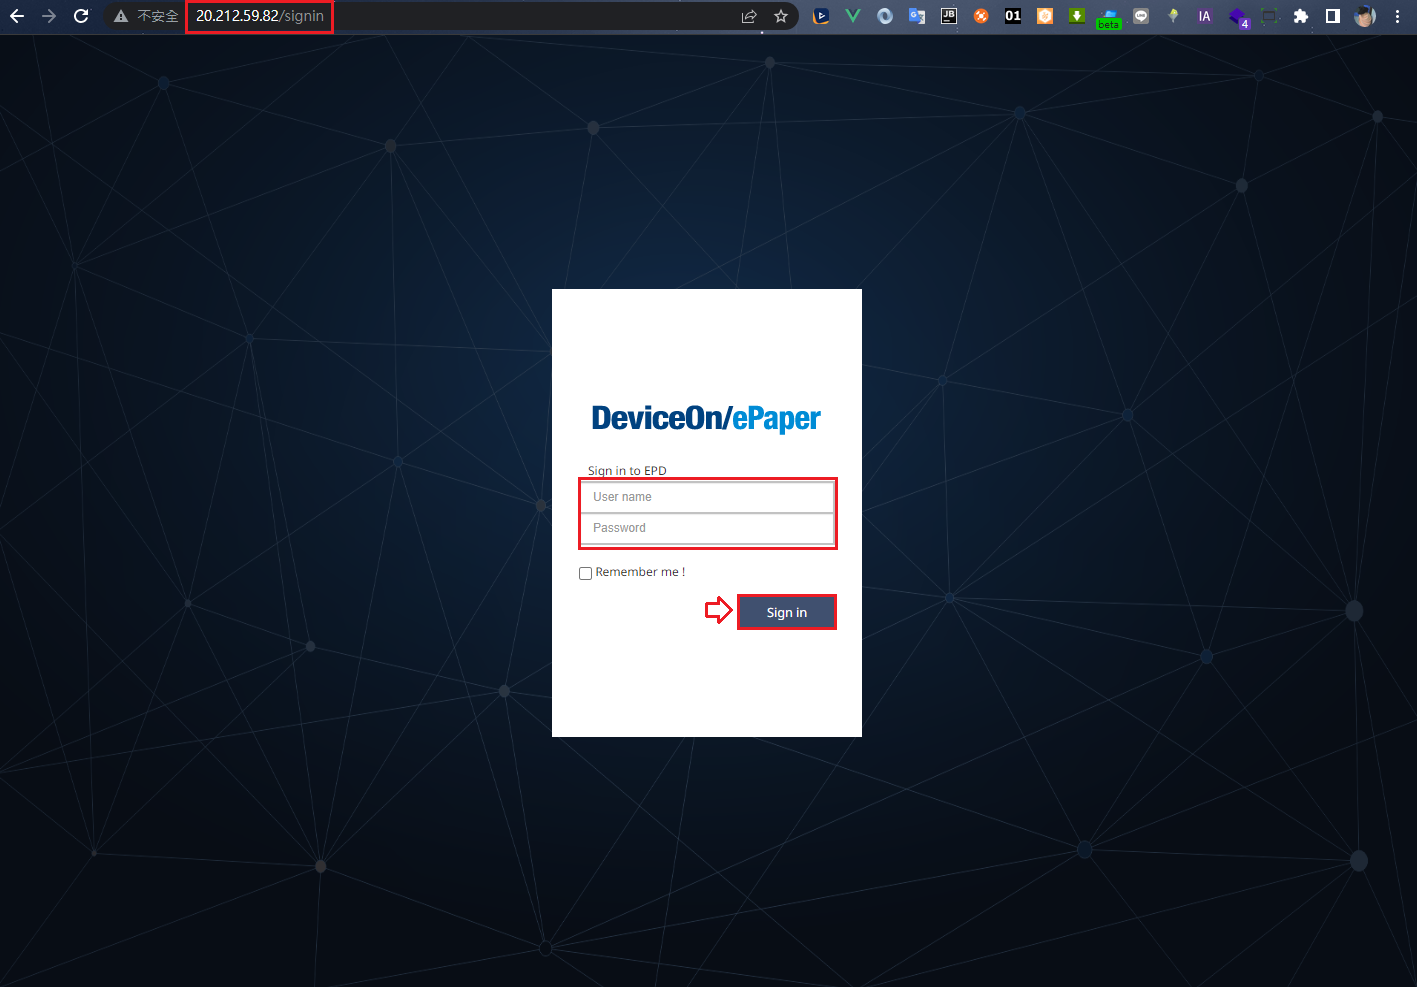 不安全 20.212.59.82/signin
JB
01
beta
IA
4
DeviceOn/ePaper
Sign in to EPD
User name
Password
Remember me !
Sign in